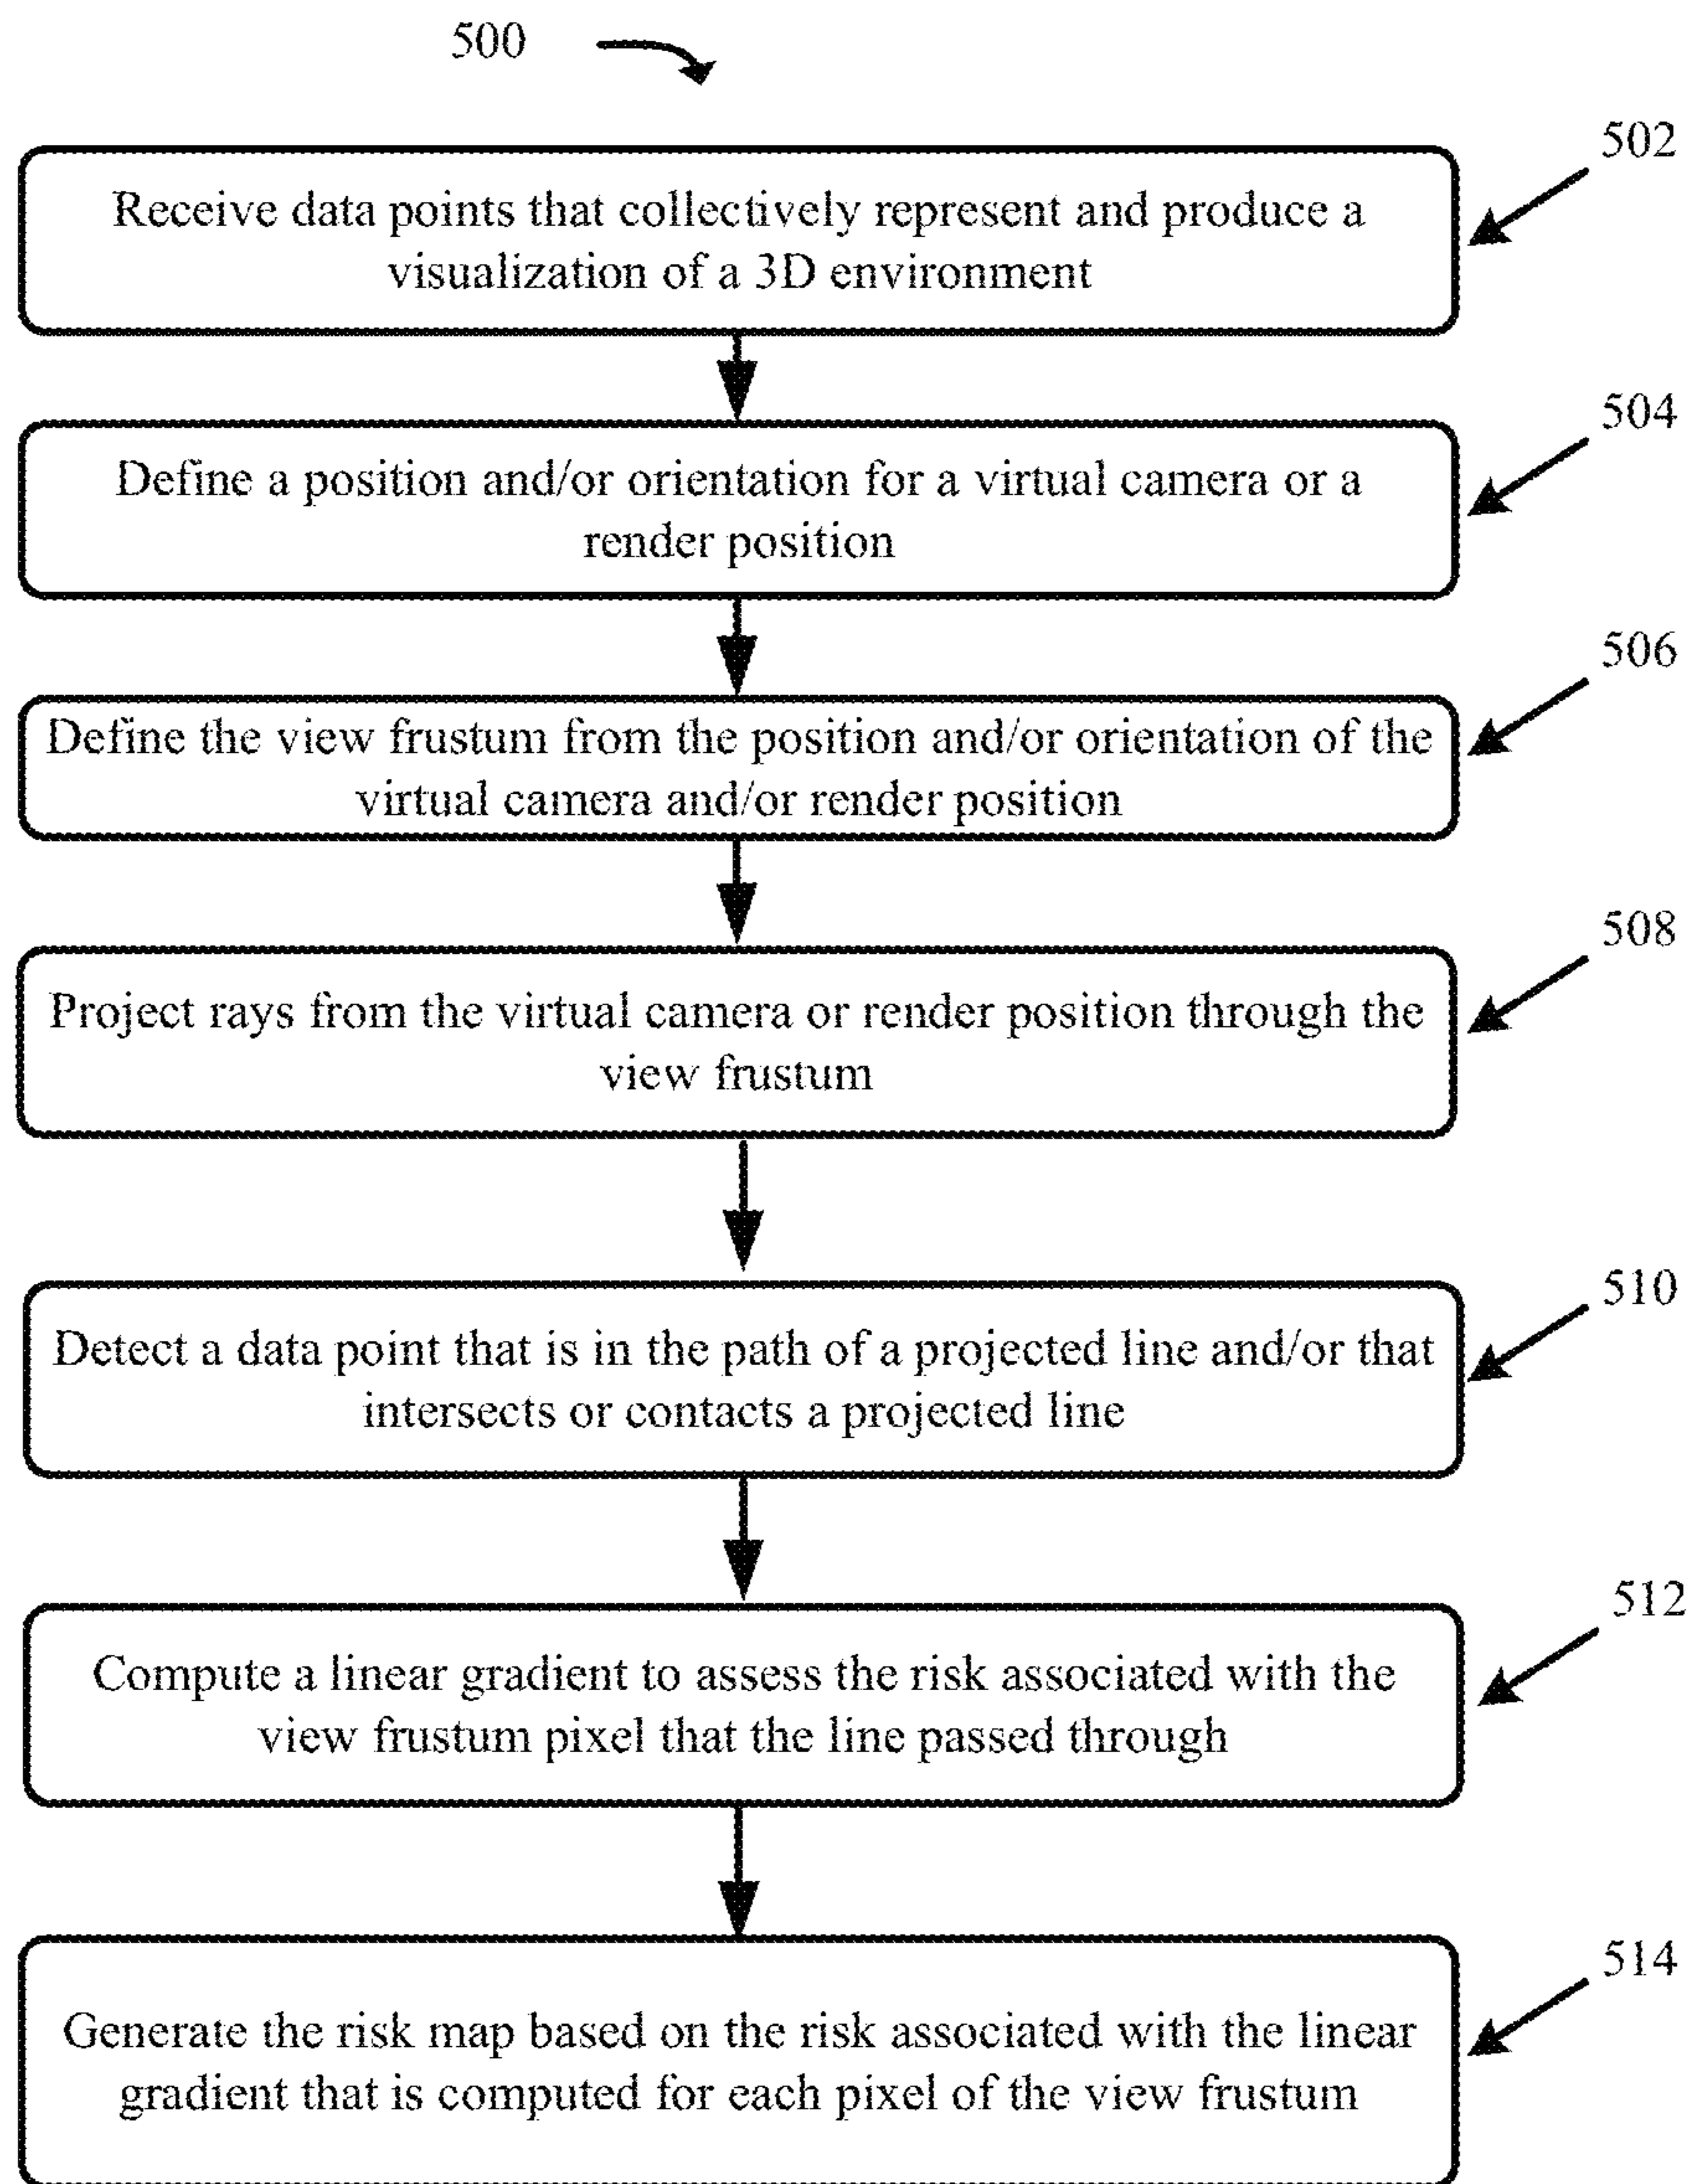 500
502
Receive data points that collectively represent and produce a
visualization of a 3D environment
504
Define a position and/or orientation for a virtual camera or a
render position
506
Define the view frustum from the position and/or orientation of the
virtual camera and/or render position
508
Project rays from the virtual camera or render position through the
view frustum
510
Detect a data point that is in the path of a projected line and/or that
intersects or contacts a projected line
512
Compute a linear gradient to assess the risk associated with the
view frustum pixel that the line passed through
514
Generate the risk map based on the risk associated with the linear
gradient that is computed for each pixel of the view frustum